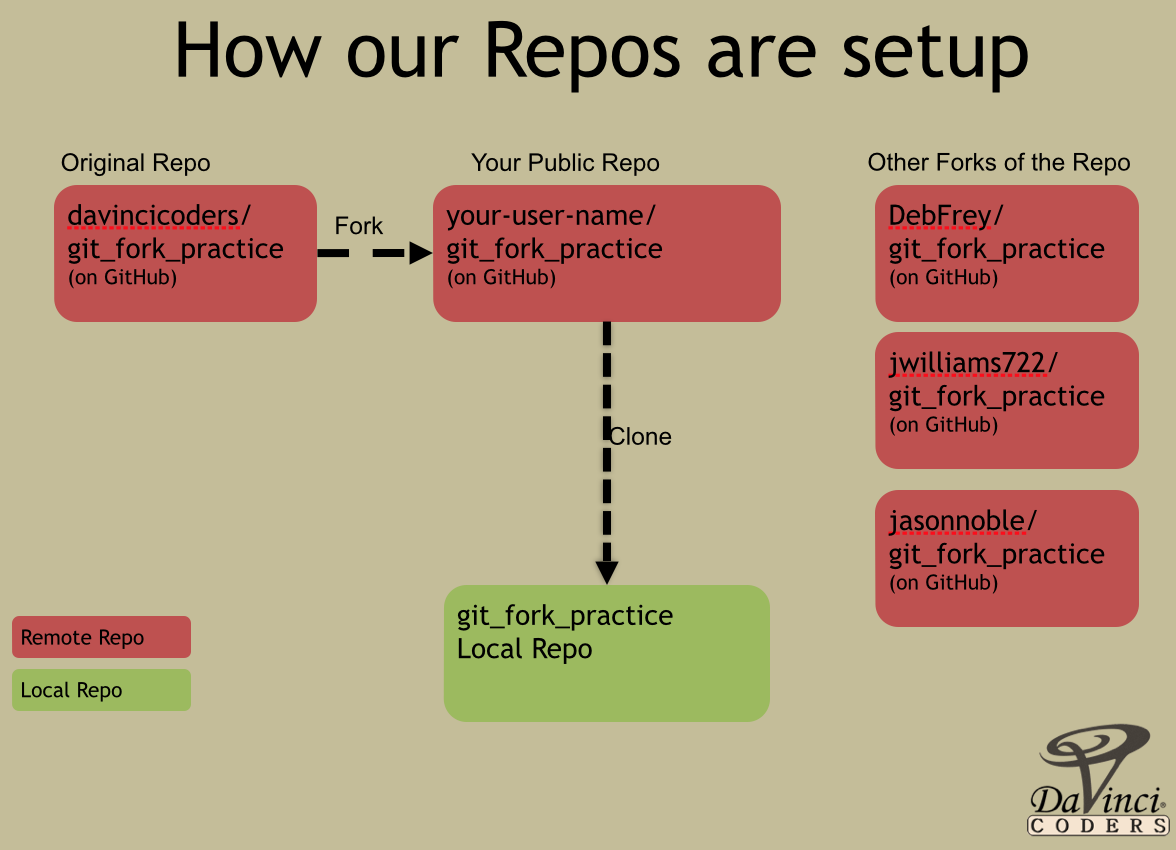 How our Repos are setup
Original Repo
davincicoders/
git_fork_practice
(on GitHub)
Fork
Your Public Repo
your-user-name/
git_fork_practice
(on GitHub)
Clone
git_fork_practice
Local Repo
Other Forks of the Repo
DebFrey/
git_fork_practice
(on GitHub)
jwilliams722/
git_fork_practice
(on GitHub)
jasonnoble/
git_fork_practice
(on GitHub)
Remote Repo
Local Repo
DaVinci®
CODERS